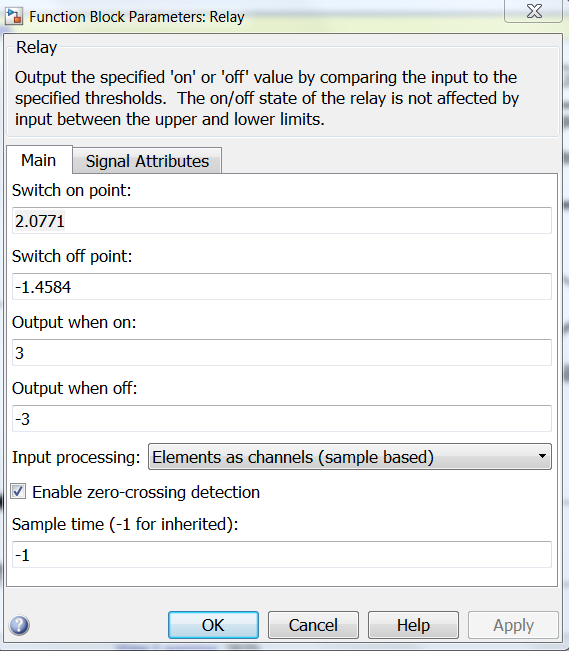 Function Block Parameters: Relay
Relay
Output the specified 'on' or 'off' value by comparing the input to the
specified thresholds.  The on/off state of the relay is not affected by
input between the upper and lower limits.
Main
Signal Attributes
Switch on point:
2.0771
Switch off point:
-1.4584
Output when on:
3
Output when off:
-3
Input processing: Elements as channels (sample based)
Enable zero-crossing detection
Sample time (-1 for inherited):
-1
OK
Cancel
Help
Apply